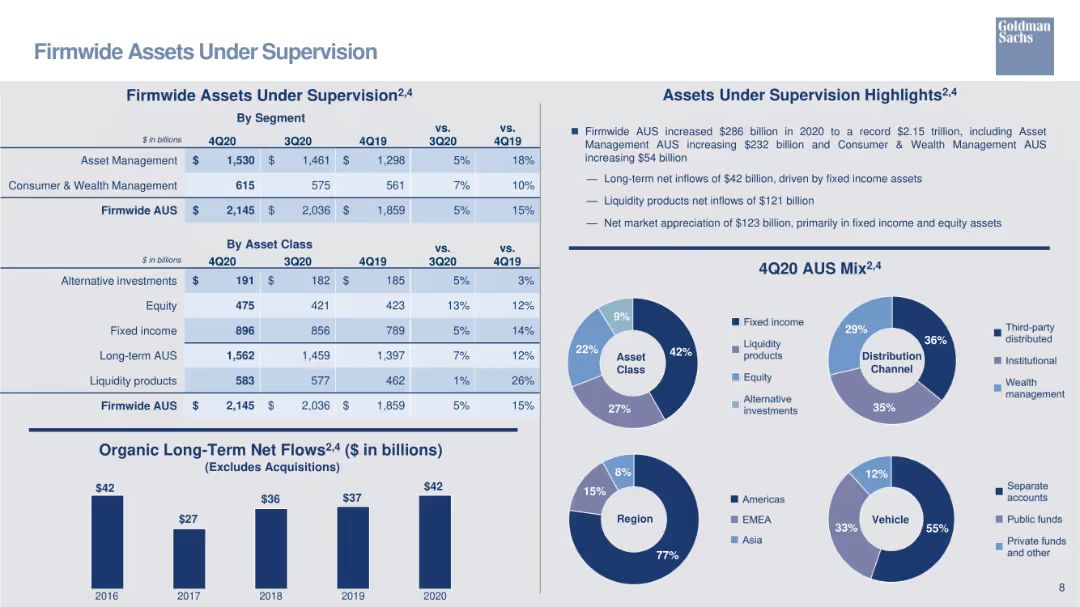 Firmwide Assets Under Supervision
Goldman
Sachs
Firmwide Assets Under Supervision2,4
By Segment
$ in billions 4Q20 3Q20 4Q19 vs. 3Q20 vs. 4Q19
Asset Management $ 1,530 $ 1,461 $ 1,298 5% 18%
Consumer & Wealth Management 615 575 561 7% 10%
Firmwide AUS $ 2,145 $ 2,036 $ 1,859 5% 15%
By Asset Class
$ in billions 4Q20 3Q20 4Q19 vs. 3Q20 vs. 4Q19
Alternative investments $ 191 $ 182 $ 185 5% 3%
Equity 475 421 423 13% 12%
Fixed income 896 856 789 5% 14%
Long-term AUS 1,562 1,459 1,397 7% 12%
Liquidity products 583 577 462 1% 26%
Firmwide AUS $ 2,145 $ 2,036 $ 1,859 5% 15%
Organic Long-Term Net Flows2,4 ($ in billions)
(Excludes Acquisitions)
$42 $27 $36 $37 $42
2016 2017 2018 2019 2020
Assets Under Supervision Highlights2,4
■ Firmwide AUS increased $286 billion in 2020 to a record $2.15 trillion, including Asset
Management AUS increasing $232 billion and Consumer & Wealth Management AUS
increasing $54 billion
— Long-term net inflows of $42 billion, driven by fixed income assets
— Liquidity products net inflows of $121 billion
— Net market appreciation of $123 billion, primarily in fixed income and equity assets
4Q20 AUS Mix2,4
Asset
Class
42%
27%
22%
9%
Fixed income
Liquidity
products
Equity
Alternative
investments
Distribution
Channel
36%
35%
29%
Third-party
distributed
Institutional
Wealth
management
Region
77%
15%
8%
Americas
EMEA
Asia
Vehicle
55%
33%
12%
Separate
accounts
Public funds
Private funds
and other
8